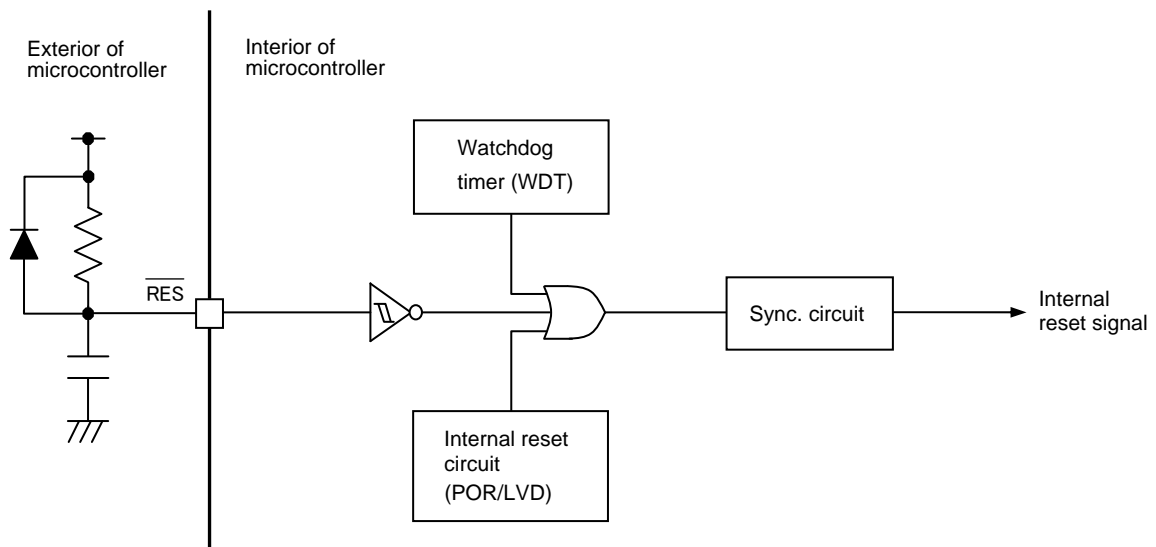 Exterior of
microcontroller
Interior of
microcontroller
Watchdog
timer (WDT)
RES
Sync. circuit
Internal
reset signal
Internal reset
circuit
(POR/LVD)